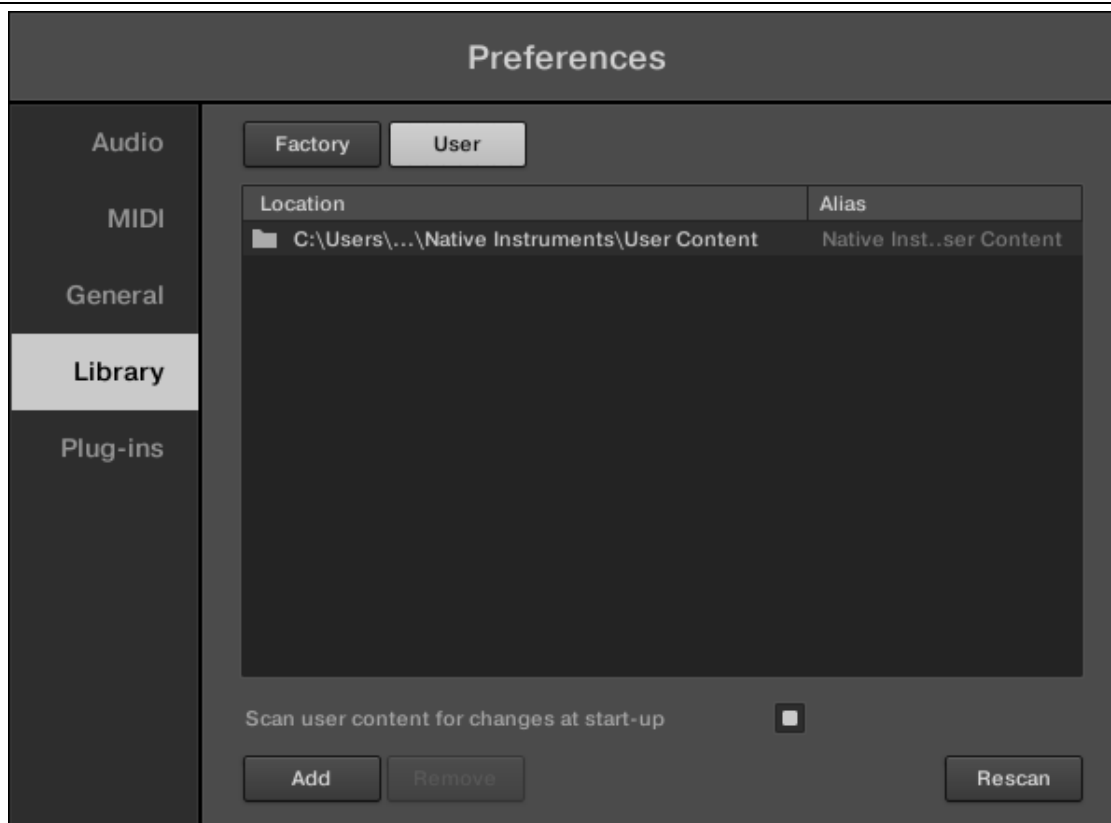 Preferences
Audio
MIDI
General
Library
Plug-ins
Factory User
Location Alias
C:\Users\...\Native Instruments\User Content Native Inst..ser Content
Scan user content for changes at start-up
Add Remove Rescan